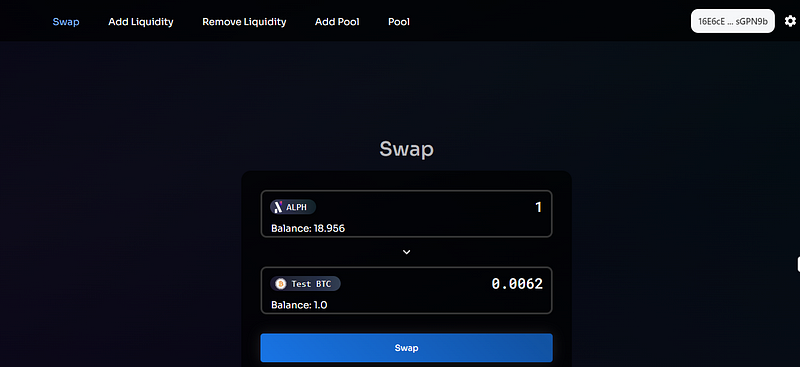 Swap Add Liquidity Remove Liquidity Add Pool Pool 16E6cE ... sGPN9b
Swap
ALPH 1
Balance: 18.956
Test BTC 0.0062
Balance: 1.0
Swap